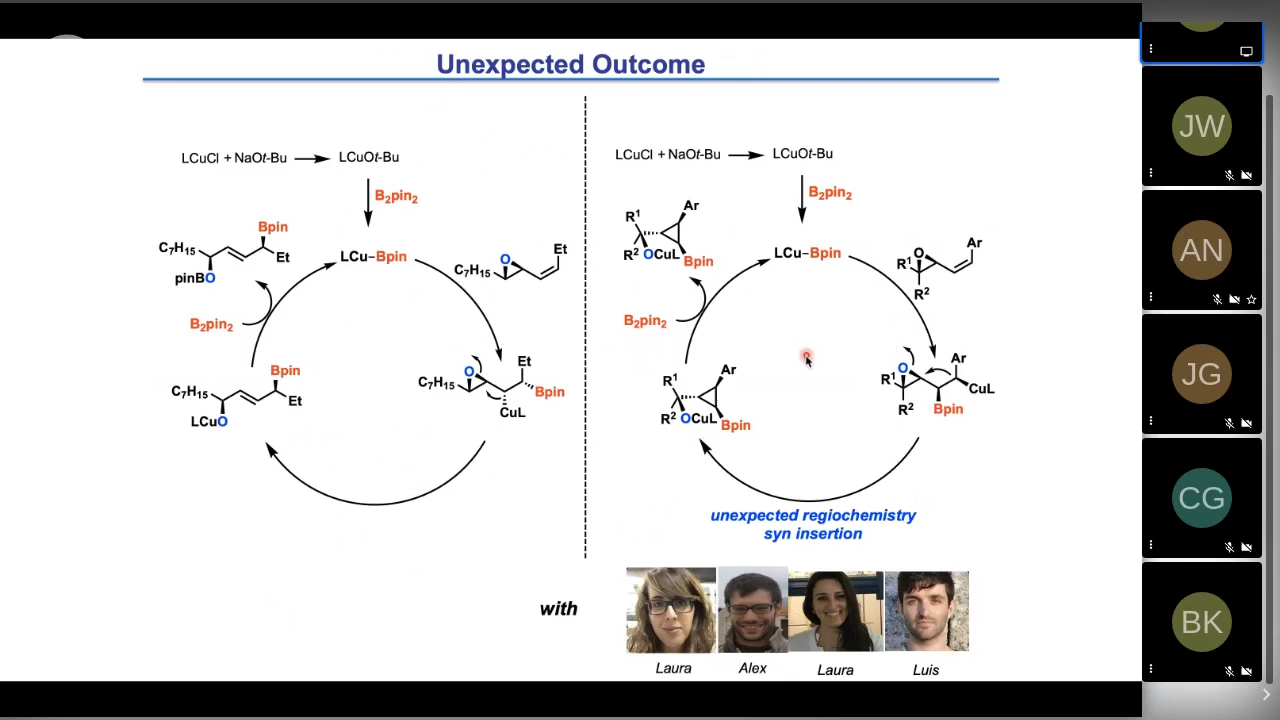 Unexpected Outcome
LCuCl + NaOt-Bu LCuOt-Bu
B2pin2
Bpin
C7H15
Et
pinBO
LCu–Bpin
O
Et
C7H15
B2pin2
Bpin
C7H15
Et
LCuO
Et
O
C7H15
Bpin
CuL
LCuCl + NaOt-Bu LCuOt-Bu
B2pin2
Ar
R1
R2 OCuL
Bpin
LCu–Bpin
Ar
O
R1
R2
B2pin2
Ar
R1
R2 OCuL
Bpin
Ar
O
R1
CuL
R2 Bpin
unexpected regiochemistry
syn insertion
with
Laura Alex Laura Luis
JW
AN
JG
CG
BK